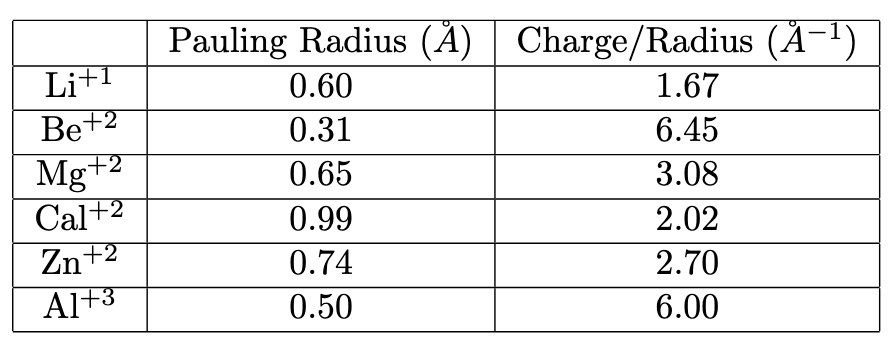 Pauling Radius (Å) Charge/Radius (Å⁻¹)
Li⁺¹ 0.60 1.67
Be⁺² 0.31 6.45
Mg⁺² 0.65 3.08
Cal⁺² 0.99 2.02
Zn⁺² 0.74 2.70
Al⁺³ 0.50 6.00